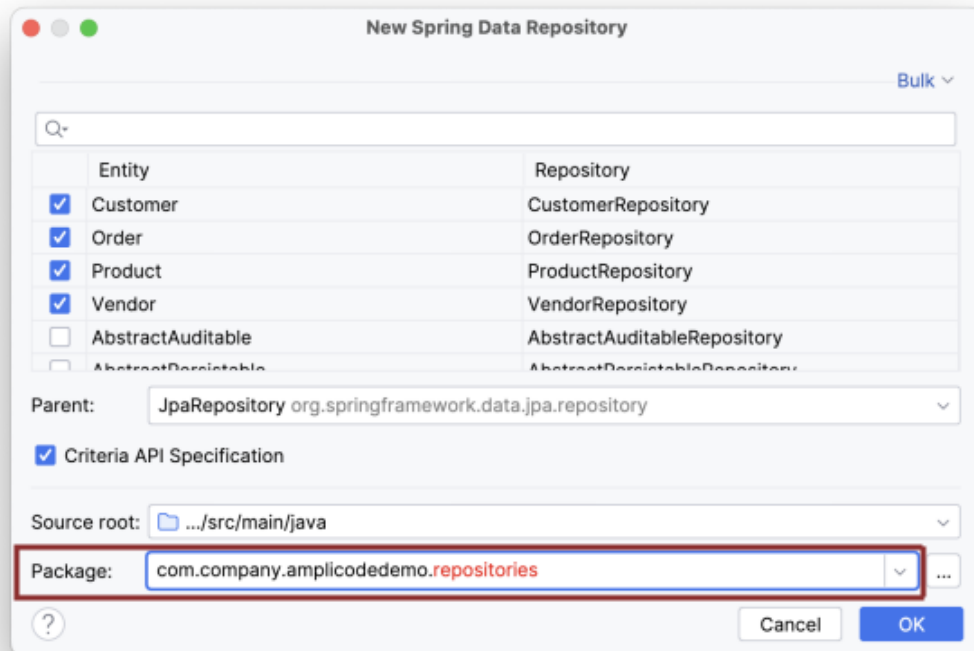 New Spring Data Repository
Bulk
Entity Repository
Customer CustomerRepository
Order OrderRepository
Product ProductRepository
Vendor VendorRepository
AbstractAuditable AbstractAuditableRepository
AbstractPersistable AbstractPersistableRepository
Parent: JpaRepository org.springframework.data.jpa.repository
Criteria API Specification
Source root: .../src/main/java
Package: com.company.amplicodedemo.repositories ...
? Cancel OK